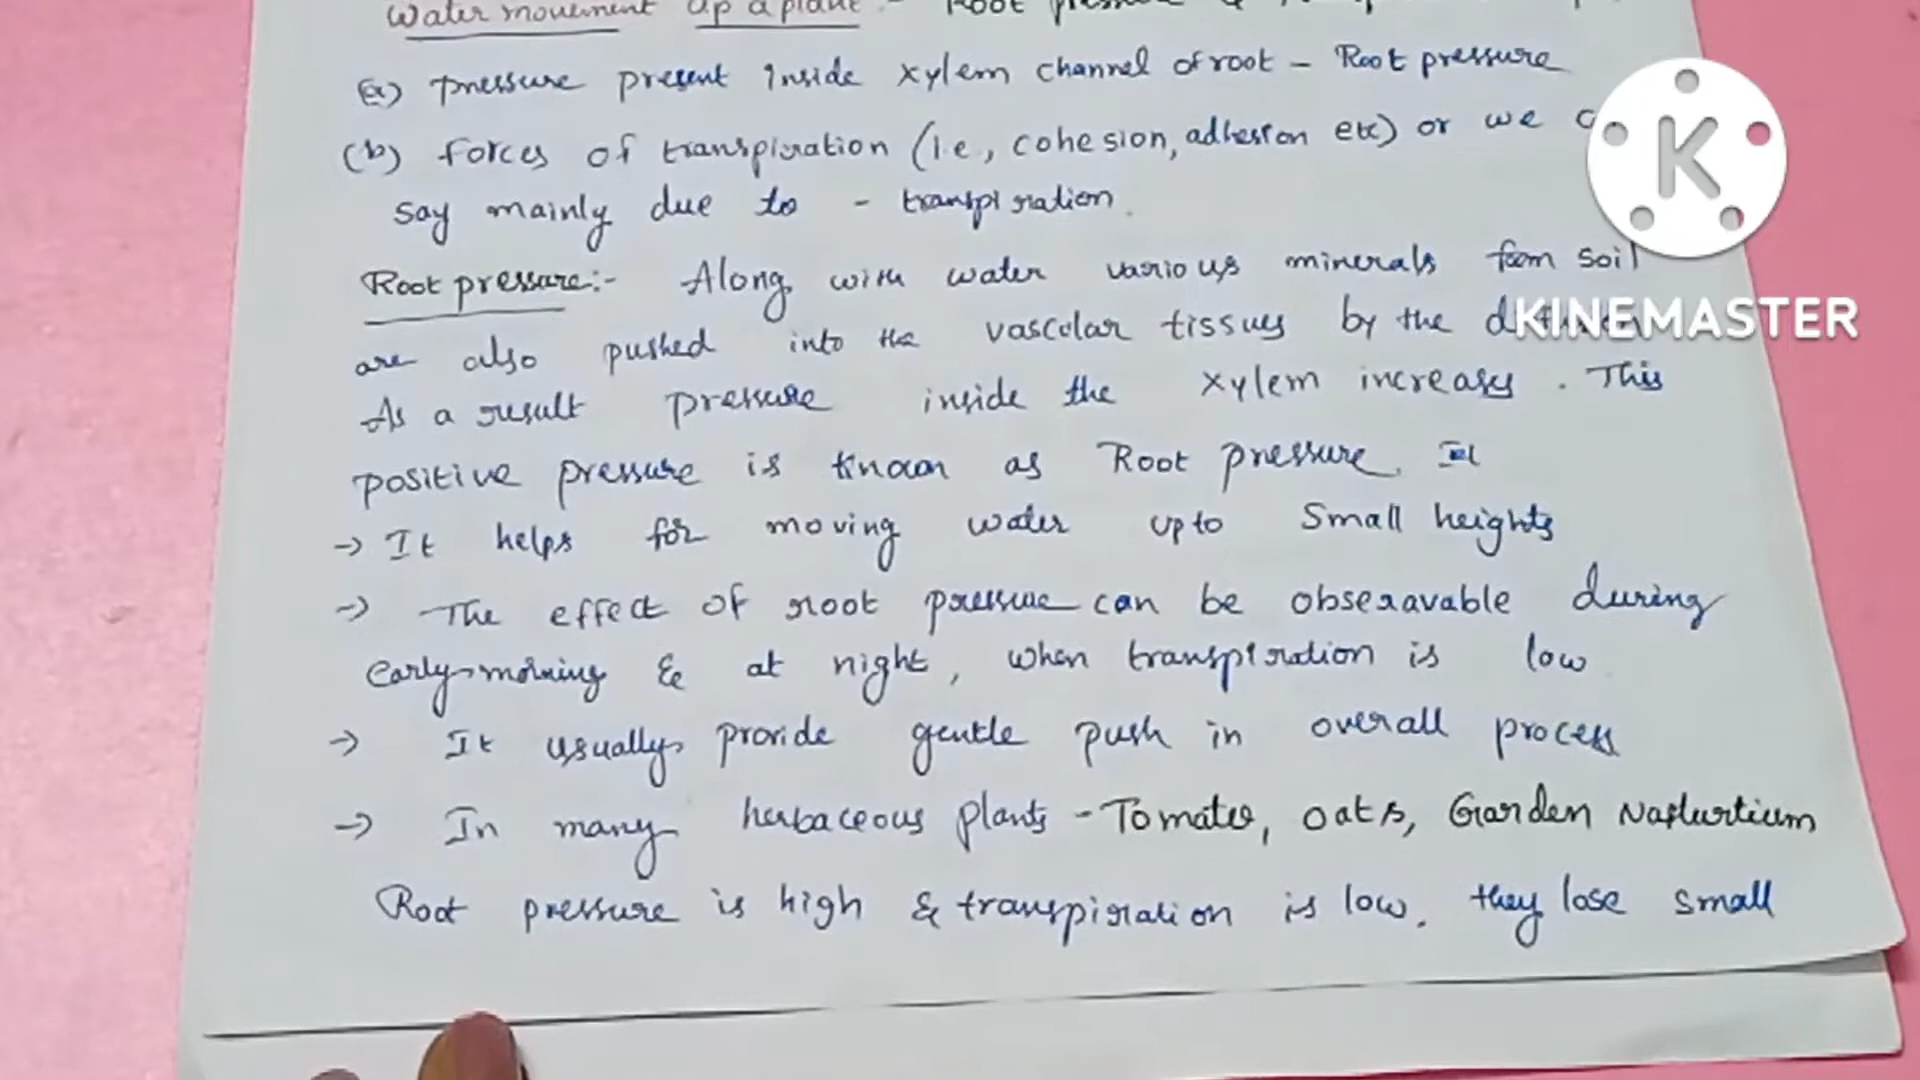 Water movement up a plant - Root pressure &
(a) pressure present inside xylem channel of root - Root pressure
(b) forces of transpiration (i.e., cohesion, adhesion etc) or we
say mainly due to - transpiration.
Root pressure:- Along with water various minerals from soil
are also pushed into the vascular tissues by the
As a result pressure inside the xylem increases. This
positive pressure is known as Root pressure.
→ It helps for moving water upto small heights
→ The effect of root pressure can be obseravable during
early morning & at night, when transpiration is low
→ It usually provide gentle push in overall process
→ In many herbaceous plants - Tomato, oats, Garden Nasturtium
Root pressure is high & transpiration is low. they lose small
K
KINEMASTER